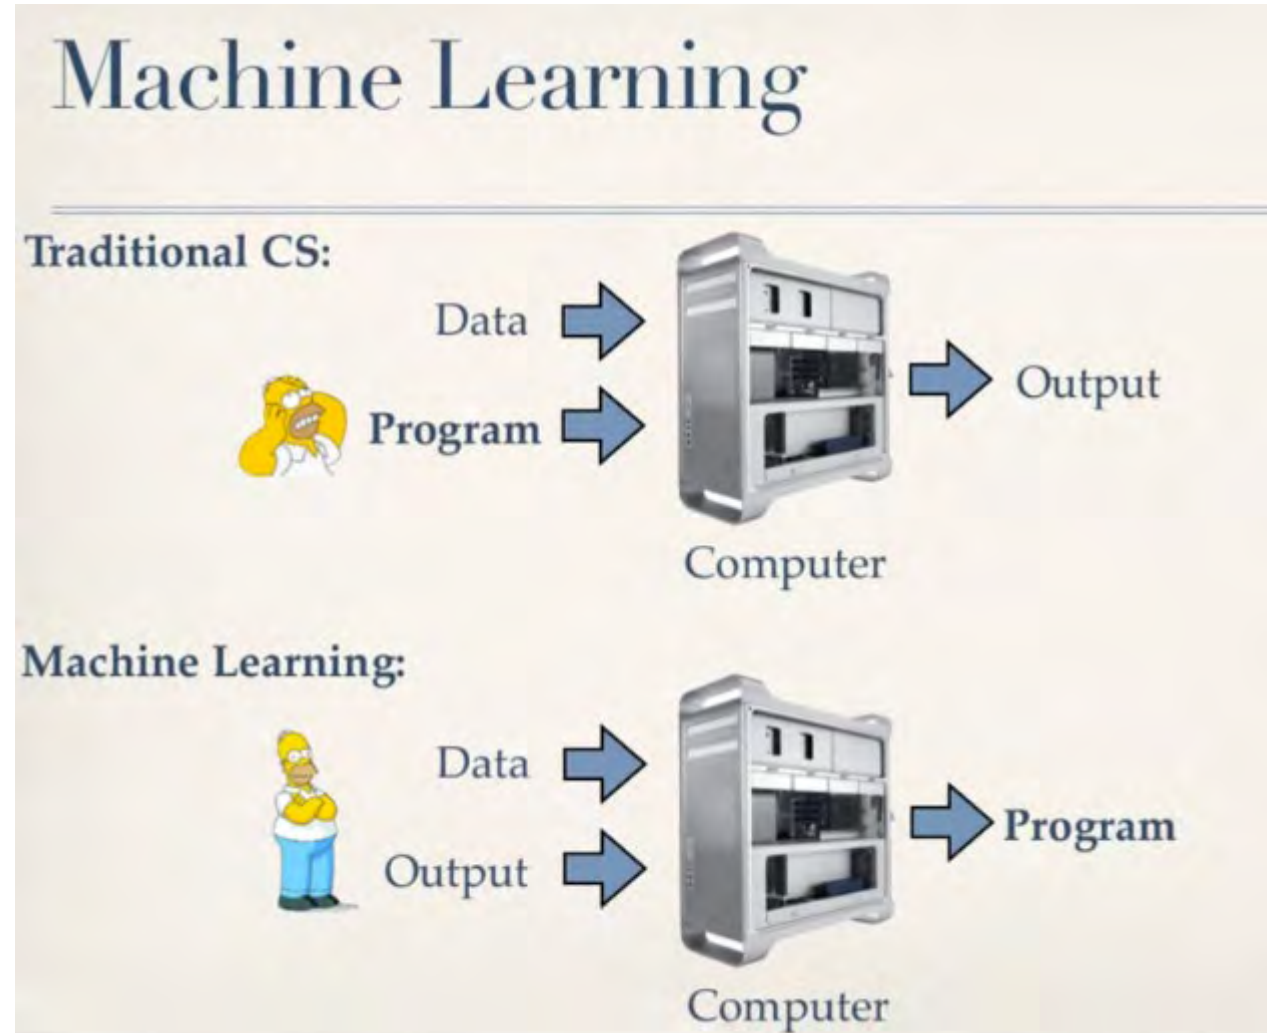 Machine Learning
Traditional CS:
Data
Program
Output
Computer
Machine Learning:
Data
Output
Program
Computer